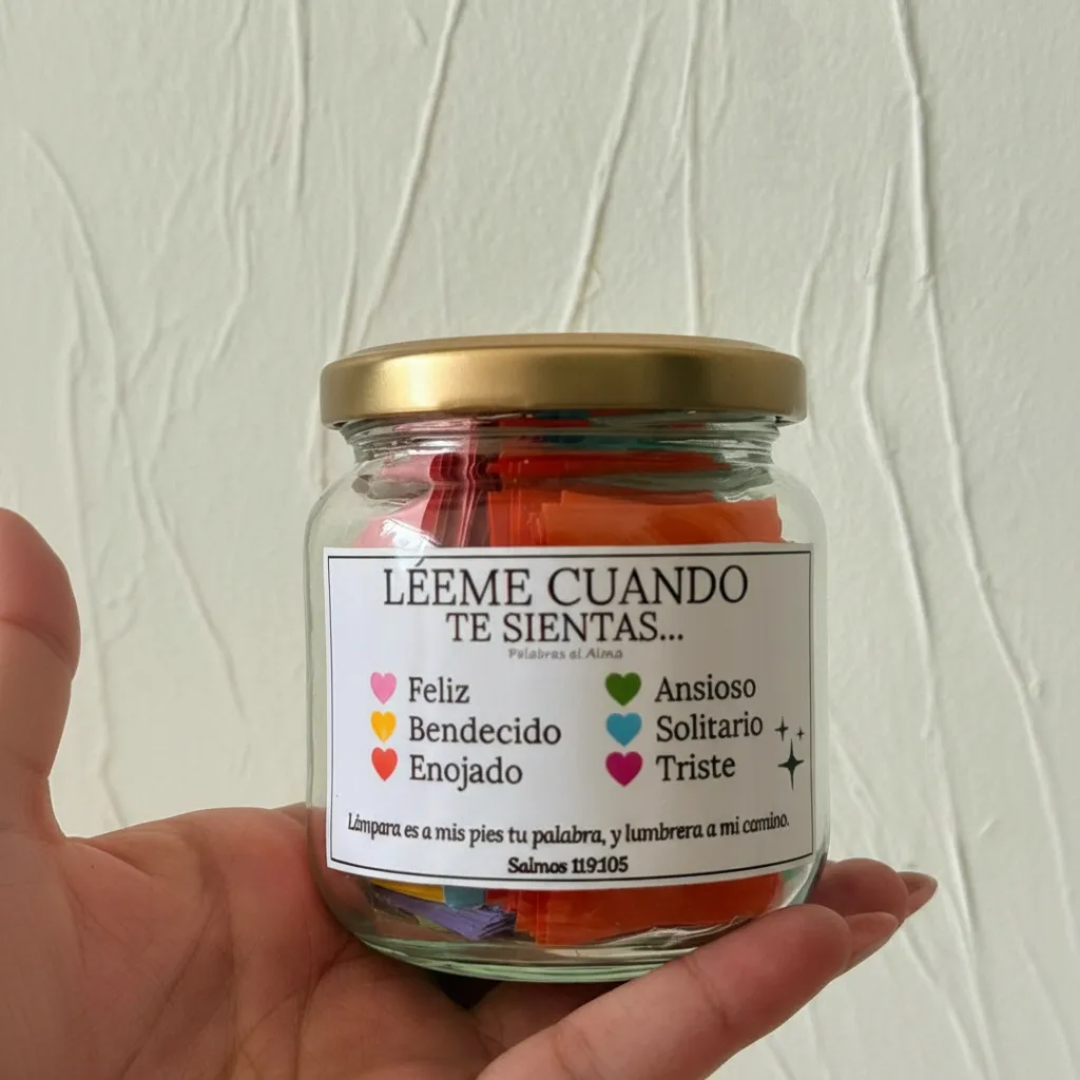 LÉEME CUANDO
TE SIENTAS...
Palabras al Alma
Feliz
Bendecido
Enojado
Ansioso
Solitario
Triste
Lámpara es a mis pies tu palabra, y lumbrera a mi camino.
Salmos 119:105